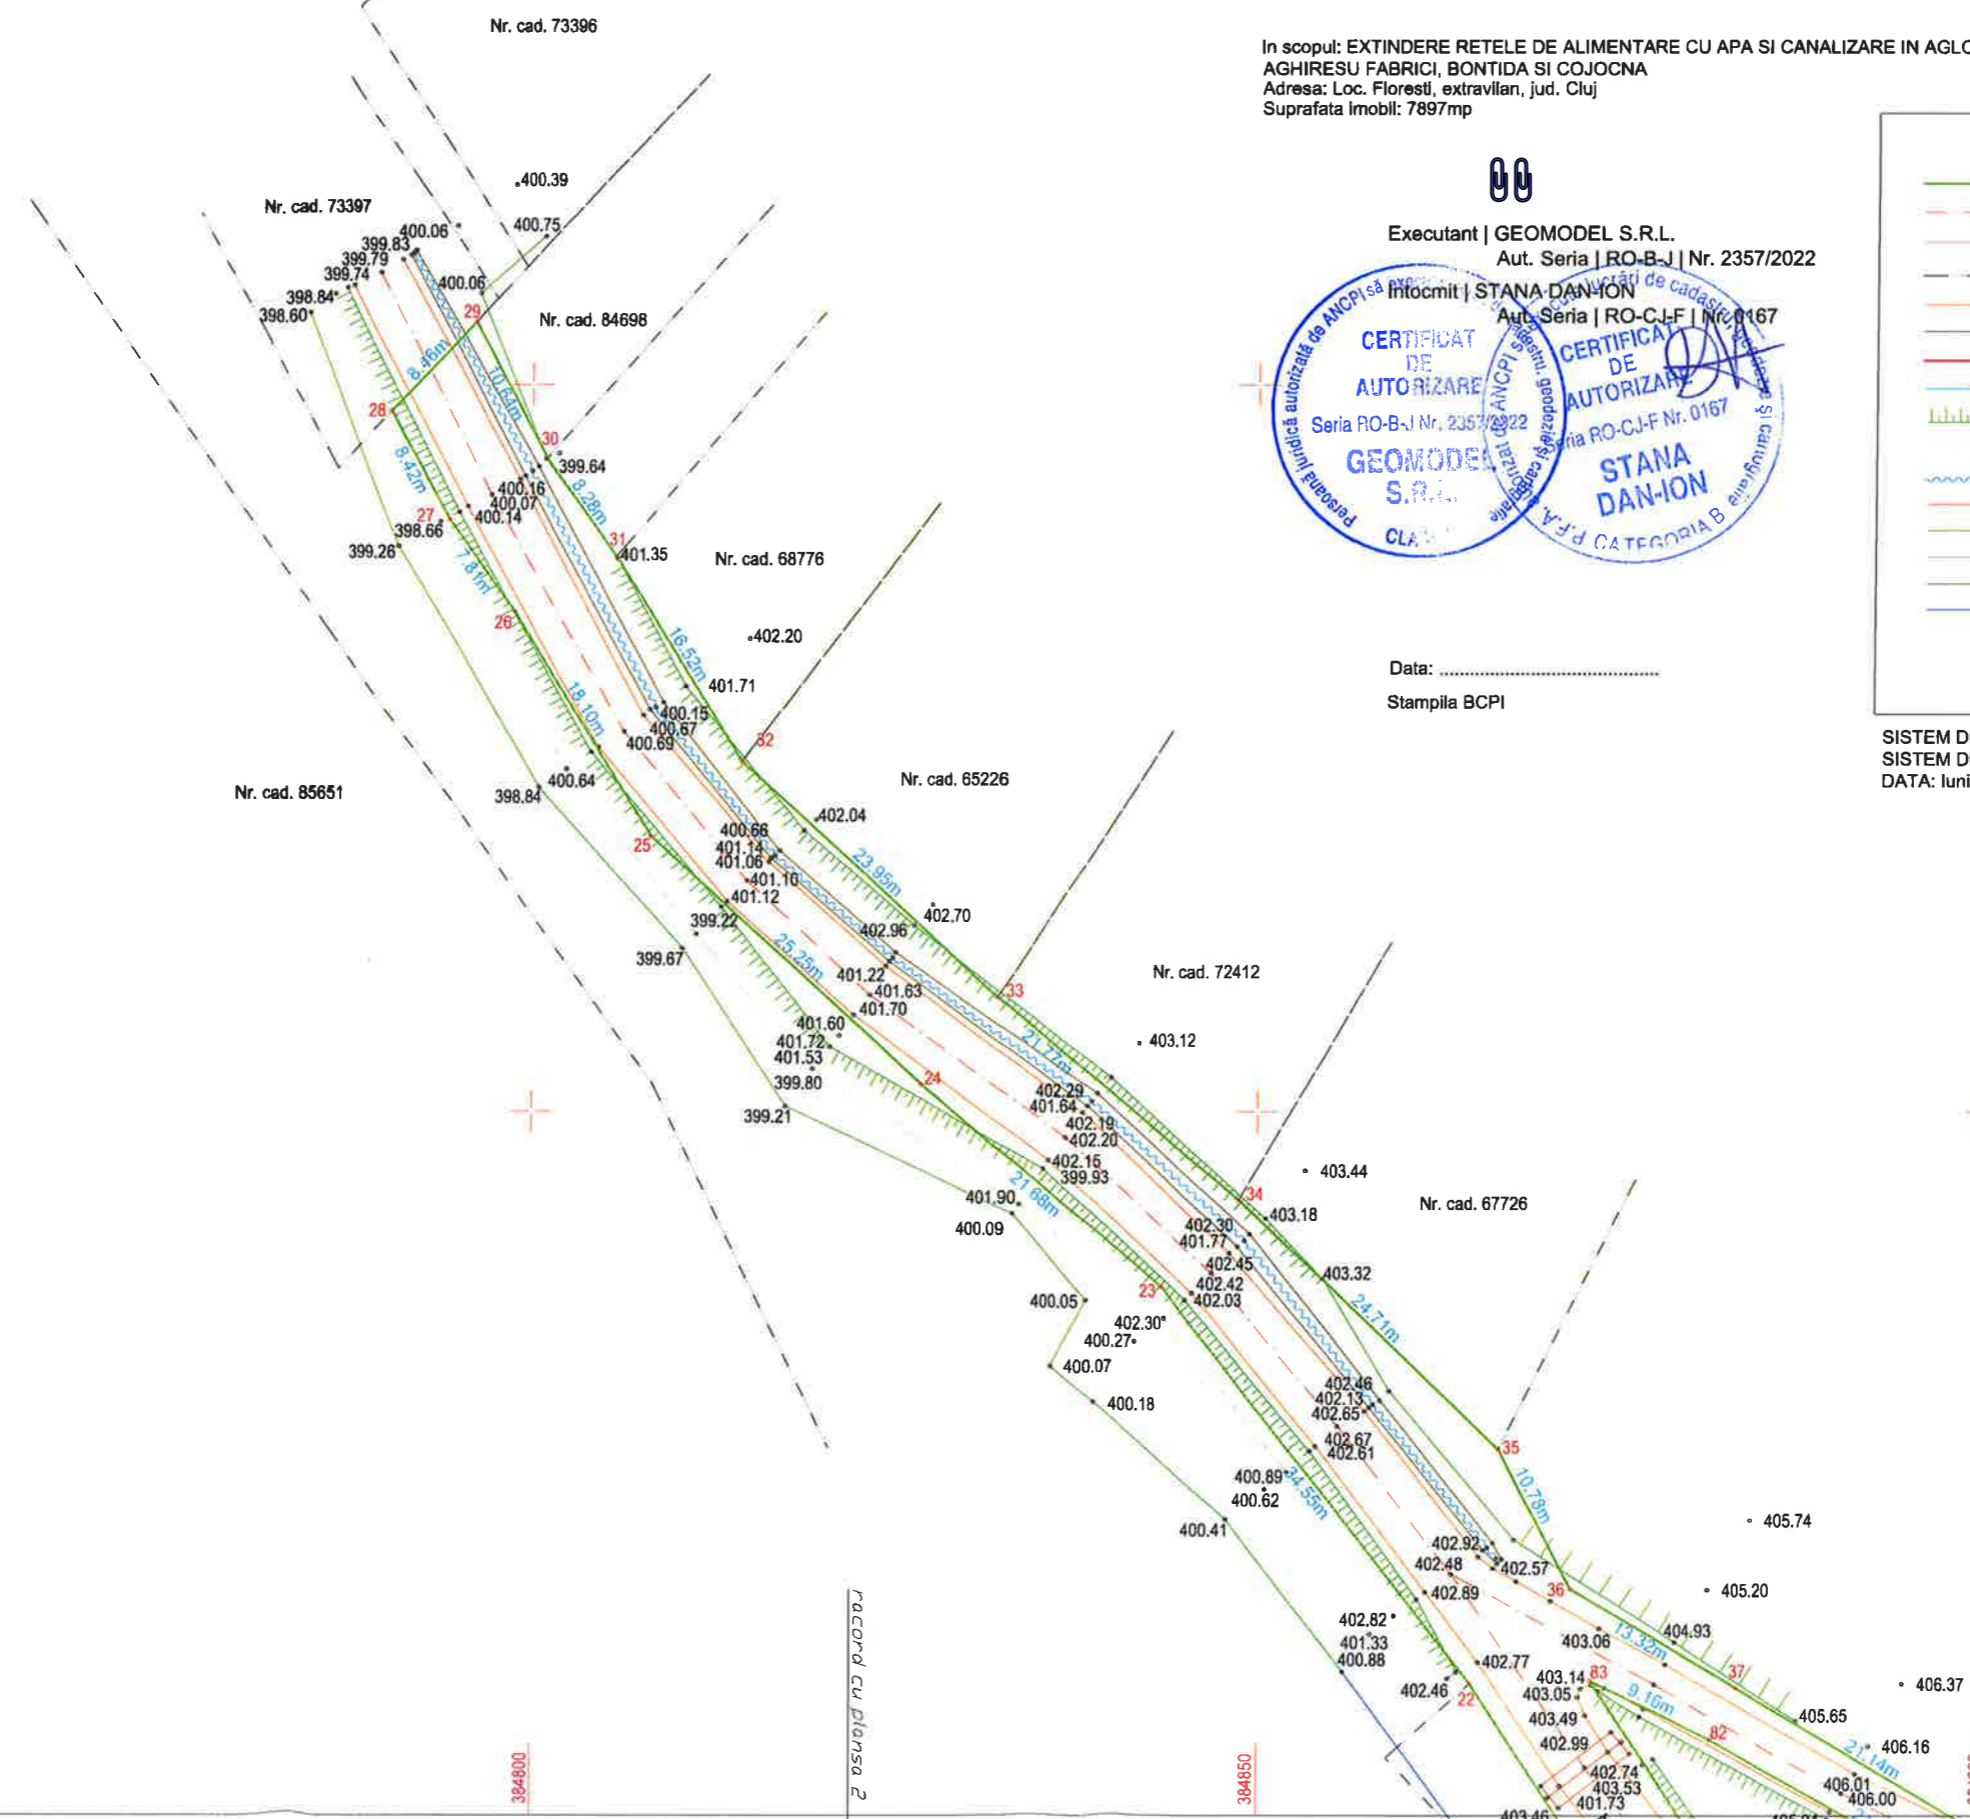 Nr. cad. 73396
In scopul: EXTINDERE RETELE DE ALIMENTARE CU APA SI CANALIZARE IN AGLO
AGHIRESU FABRICI, BONTIDA SI COJOCNA
Adresa: Loc. Floresti, extravilan, jud. Cluj
Suprafata imobil: 7897mp
Executant | GEOMODEL S.R.L.
Aut. Seria | RO-B-J | Nr. 2357/2022
Intocmit | STANA DAN-ION
Aut. Seria | RO-CJ-F | Nr. 0167
Persoană juridică autorizată de ANCPI să
CERTIFICAT
DE
AUTORIZARE
Seria RO-B-J Nr. 2357/2022
GEOMODEL
S.R.L.
CERTIFICAT
DE
AUTORIZARE
Seria RO-CJ-F Nr. 0167
STANA
DAN-ION
CATEGORIA B
Data: ..........................................
Stampila BCPI
SISTEM D
SISTEM D
DATA: Iuni
400.39
Nr. cad. 73397
400.75
400.06
399.83
399.79
399.74
398.84
398.60
400.06
29
Nr. cad. 84698
8.46m
10.64m
28
30
399.64
8.42m
8.28m
400.16
400.07
400.14
27
398.66
399.26
31
401.35
Nr. cad. 68776
7.81m
26
402.20
16.52m
401.71
18.10m
400.15
400.67
400.69
32
400.64
398.84
Nr. cad. 85651
Nr. cad. 65226
402.04
400.66
401.14
401.06
401.10
401.12
25
23.95m
399.22
402.70
402.96
399.67
25.25m
401.22
401.63
401.70
33
Nr. cad. 72412
401.60
401.72
401.53
399.80
399.21
403.12
21.77m
24
402.29
401.64
402.19
402.20
402.15
399.93
403.44
21.68m
401.90
400.09
34
403.18
Nr. cad. 67726
402.30
401.77
402.45
402.42
402.03
403.32
23
400.05
402.30
400.27
400.07
24.71m
400.18
402.46
402.13
402.65
402.67
402.61
35
400.89
400.62
34.55m
10.78m
400.41
405.74
402.92
402.48
402.57
402.89
36
405.20
402.82
401.33
400.88
403.06
13.32m
404.93
402.77
402.46
22
403.14
83
403.05
37
406.37
9.16m
403.49
405.65
402.99
82
406.16
21.14m
402.74
403.53
401.73
406.01
406.00
403.46
racord cu plansa 2
384800
384850